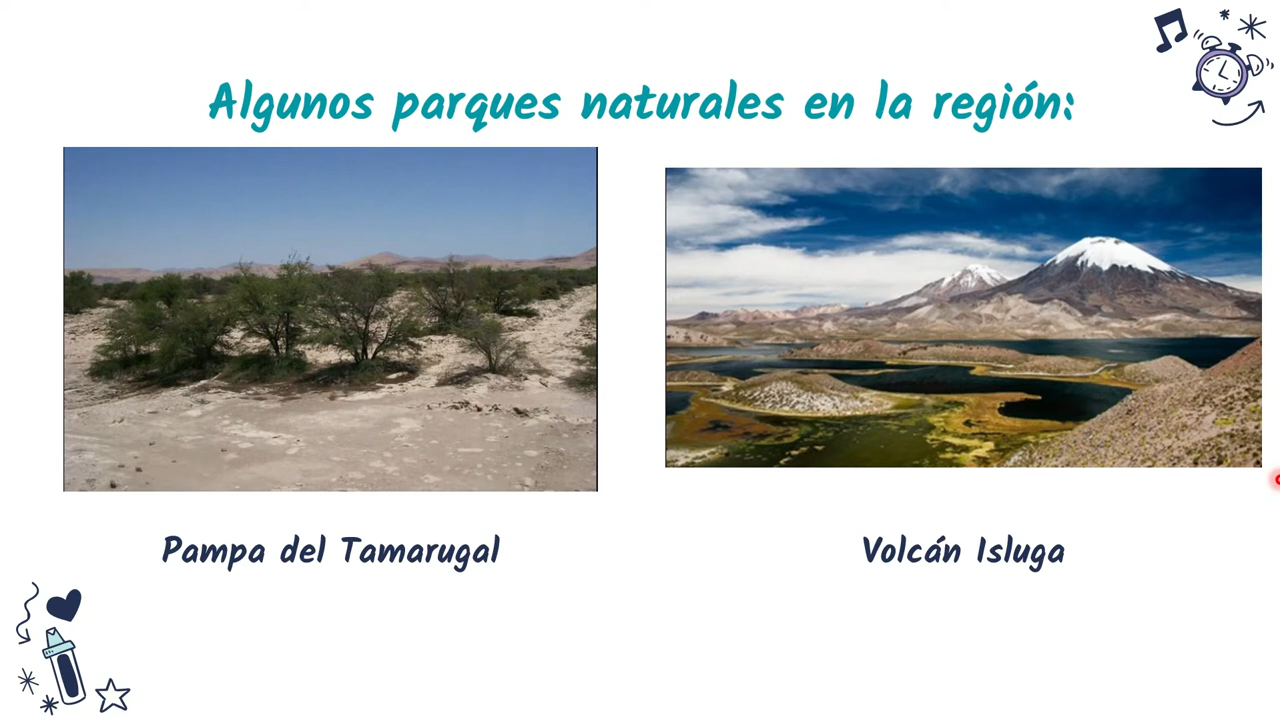 Algunos parques naturales en la región:
Pampa del Tamarugal
Volcán Isluga